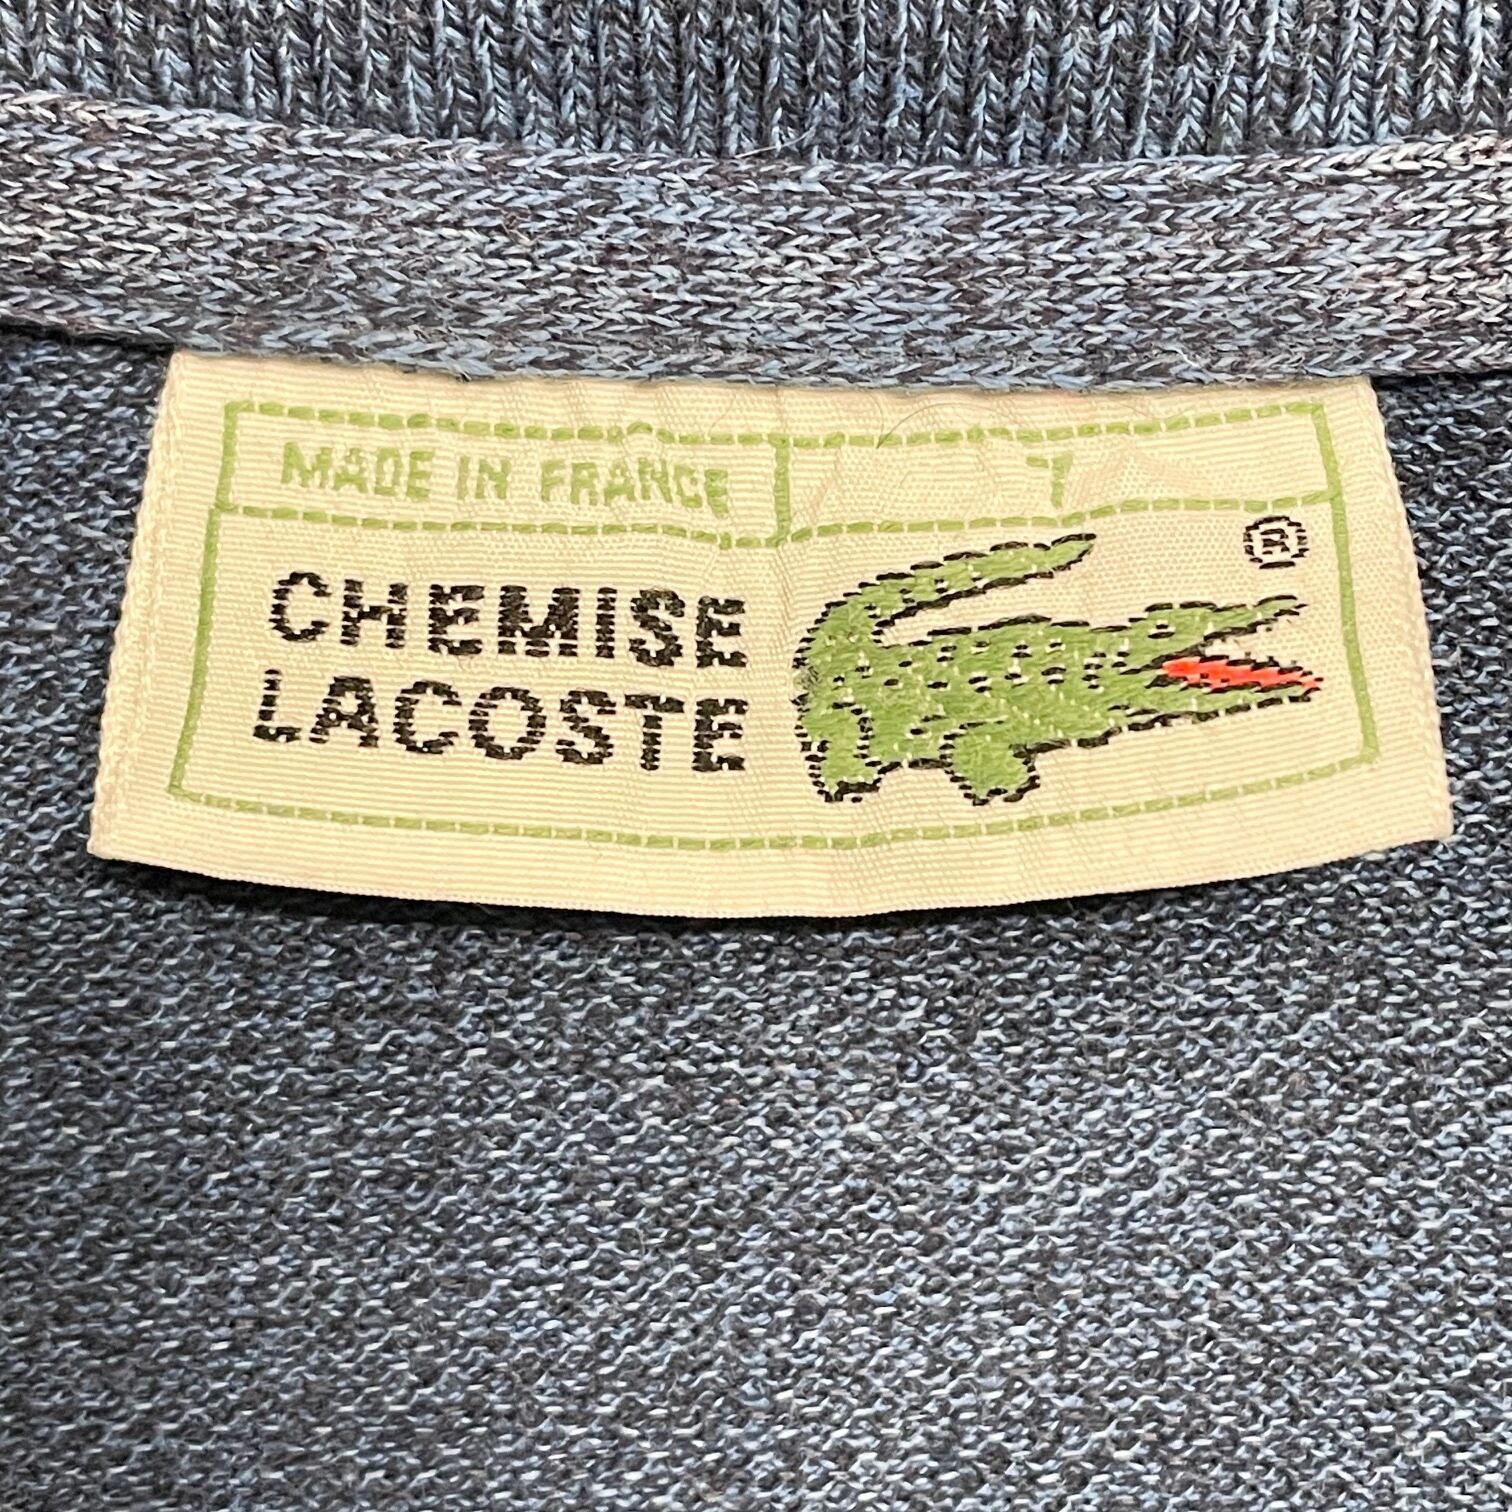 MADE IN FRANCE 7
®
CHEMISE
LACOSTE